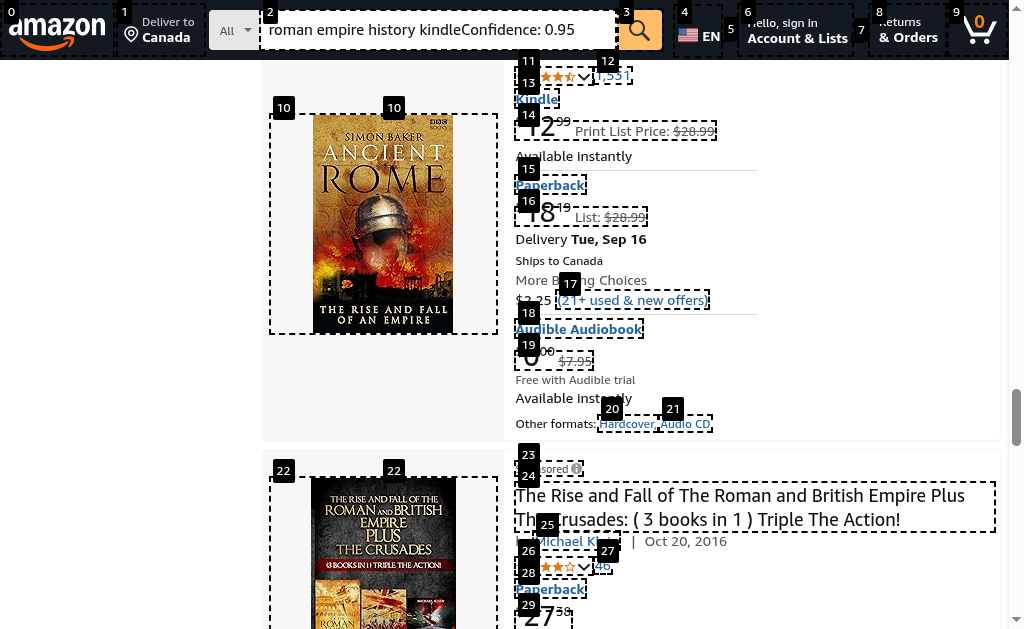 0 1 2 3 4 5 6 7 8 9
amazon
Deliver to
Canada
All
roman empire history kindleConfidence: 0.95
EN
Hello, sign in
Account & Lists
Returns
& Orders
0
11 12
1,531
13
Kindle
14
12 99 Print List Price: $28.99
Available instantly
15
Paperback
16
18 19 List: $28.99
Delivery Tue, Sep 16
Ships to Canada
More Buying Choices
17
$2.25 (21+ used & new offers)
18
Audible Audiobook
19
0 00 $7.95
Free with Audible trial
Available instantly
20 21
Other formats: Hardcover, Audio CD
10 10
SIMON BAKER
BBC
BOOKS
ANCIENT
ROME
THE RISE AND FALL
OF AN EMPIRE
22 22
THE RISE AND FALL OF THE
ROMAN AND BRITISH
EMPIRE
PLUS
THE CRUSADES
(3 BOOKS IN 1) TRIPLE THE ACTION!
ROMAN
23
Sponsored
24
The Rise and Fall of The Roman and British Empire Plus
The Crusades: ( 3 books in 1 ) Triple The Action!
25
| Oct 20, 2016
26 27
46
28
Paperback
29
27 38